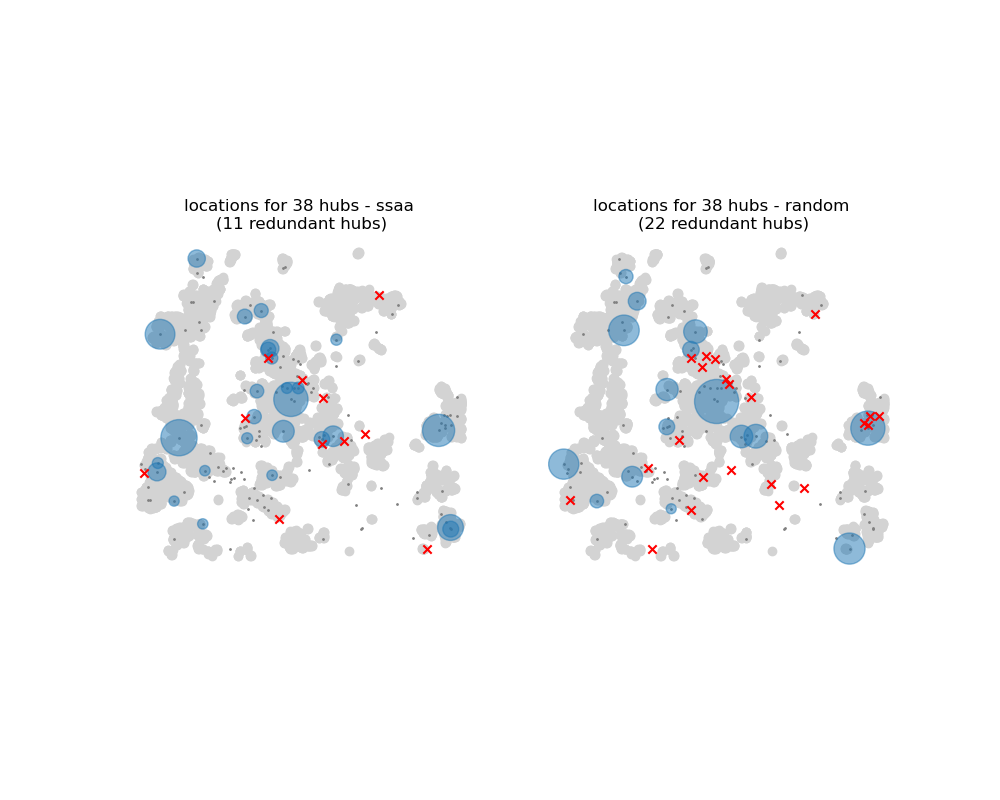 locations for 38 hubs - ssaa
(11 redundant hubs)
locations for 38 hubs - random
(22 redundant hubs)